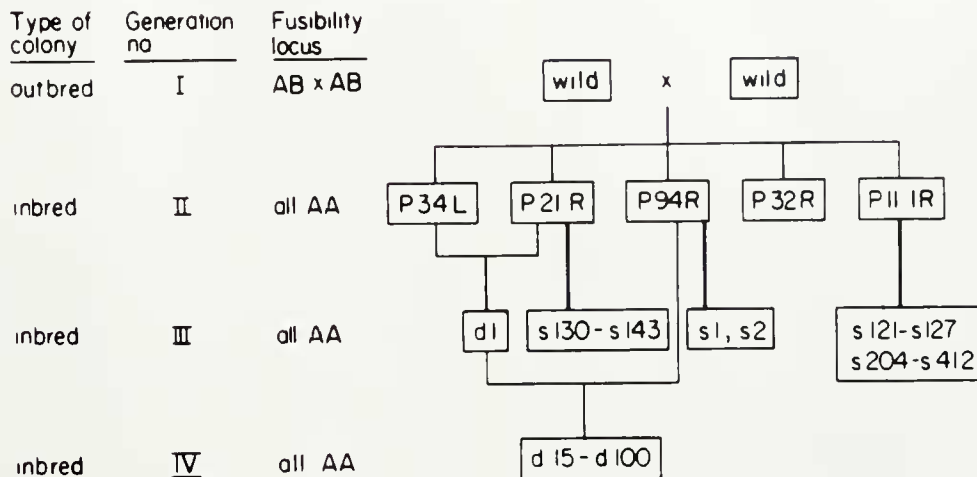 Type of colony Generation no Fusibility locus
outbred I AB x AB wild x wild
inbred II all AA P34L P21R P94R P32R P111R
inbred III all AA d1 s130-s143 s1, s2 s121-s127
s204-s412
inbred IV all AA d15-d100